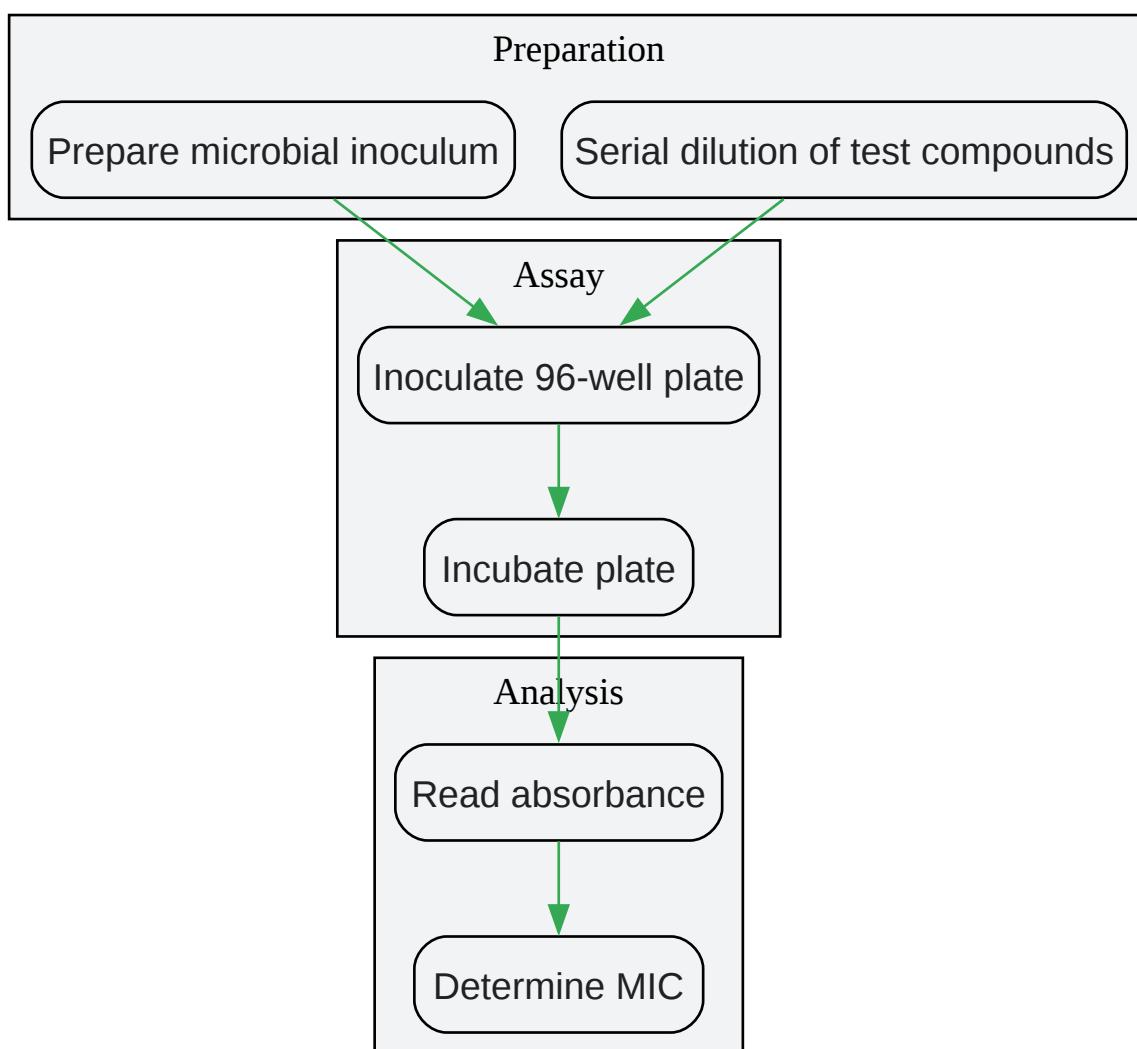 Preparation
Prepare microbial inoculum
Serial dilution of test compounds
Assay
Inoculate 96-well plate
Incubate plate
Analysis
Read absorbance
Determine MIC